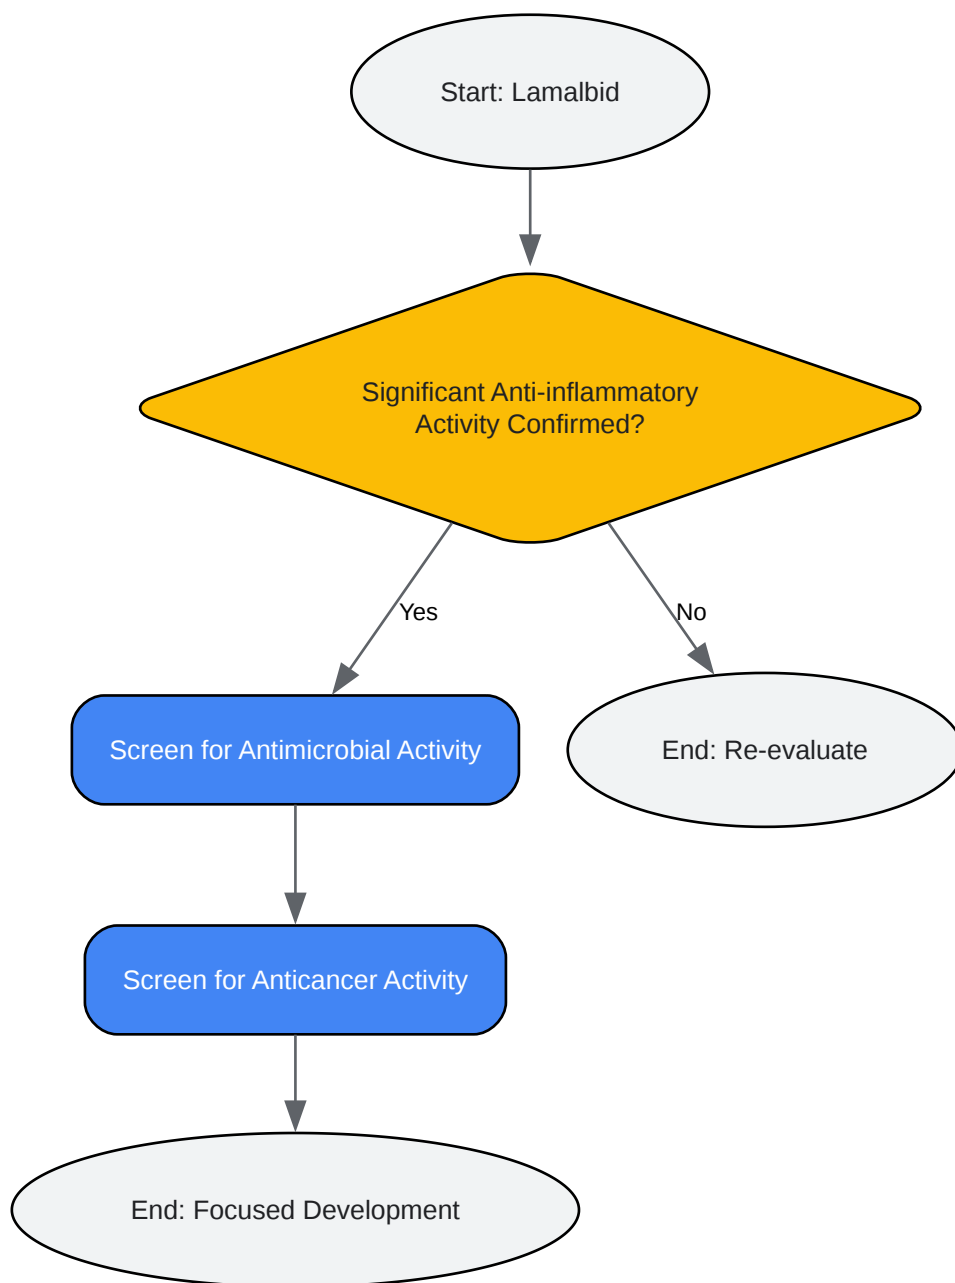 Start: Lamalbid
Significant Anti-inflammatory
Activity Confirmed?
Yes
No
Screen for Antimicrobial Activity
End: Re-evaluate
Screen for Anticancer Activity
End: Focused Development